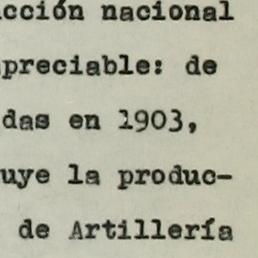 cción nacional
preciable: de
das en 1903,
uye la produc-
de Artillería